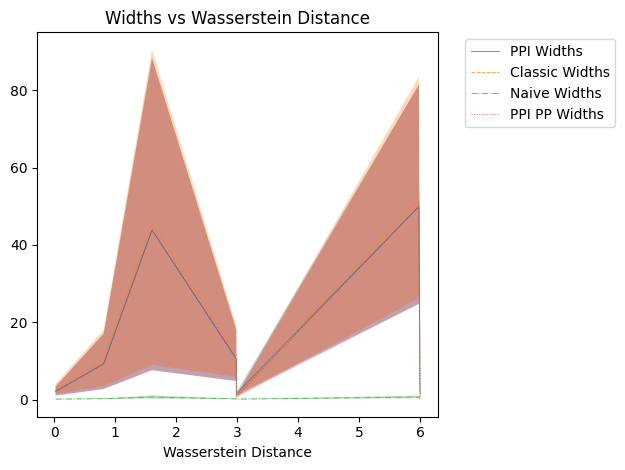 Widths vs Wasserstein Distance
PPI Widths
Classic Widths
Naive Widths
PPI PP Widths
80
60
40
20
0
0 1 2 3 4 5 6
Wasserstein Distance